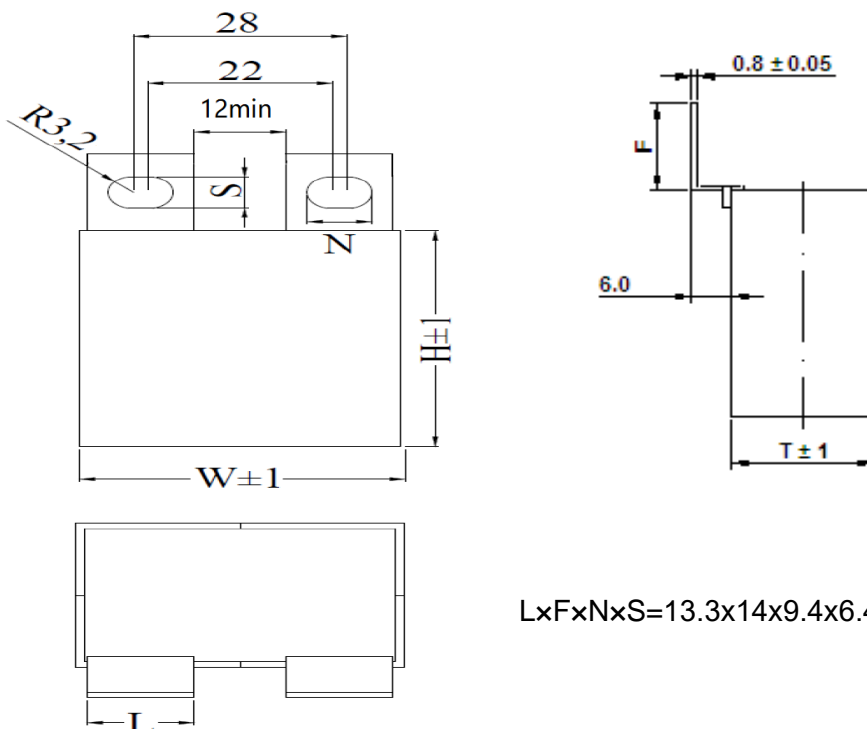 28
22
12min
R3,2
S
N
H±1
W±1
L
0.8 ± 0.05
F
6.0
T ± 1
L×F×N×S=13.3x14x9.4x6.4